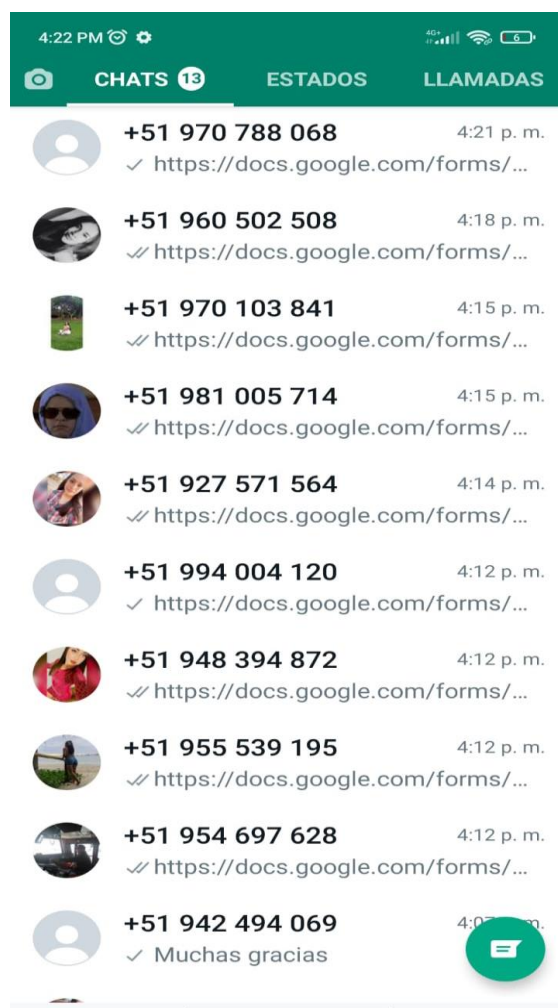 4:22 PM 4G+ 6
CHATS 13 ESTADOS LLAMADAS
+51 970 788 068 4:21 p. m.
https://docs.google.com/forms/...
+51 960 502 508 4:18 p. m.
https://docs.google.com/forms/...
+51 970 103 841 4:15 p. m.
https://docs.google.com/forms/...
+51 981 005 714 4:15 p. m.
https://docs.google.com/forms/...
+51 927 571 564 4:14 p. m.
https://docs.google.com/forms/...
+51 994 004 120 4:12 p. m.
https://docs.google.com/forms/...
+51 948 394 872 4:12 p. m.
https://docs.google.com/forms/...
+51 955 539 195 4:12 p. m.
https://docs.google.com/forms/...
+51 954 697 628 4:12 p. m.
https://docs.google.com/forms/...
+51 942 494 069
Muchas gracias